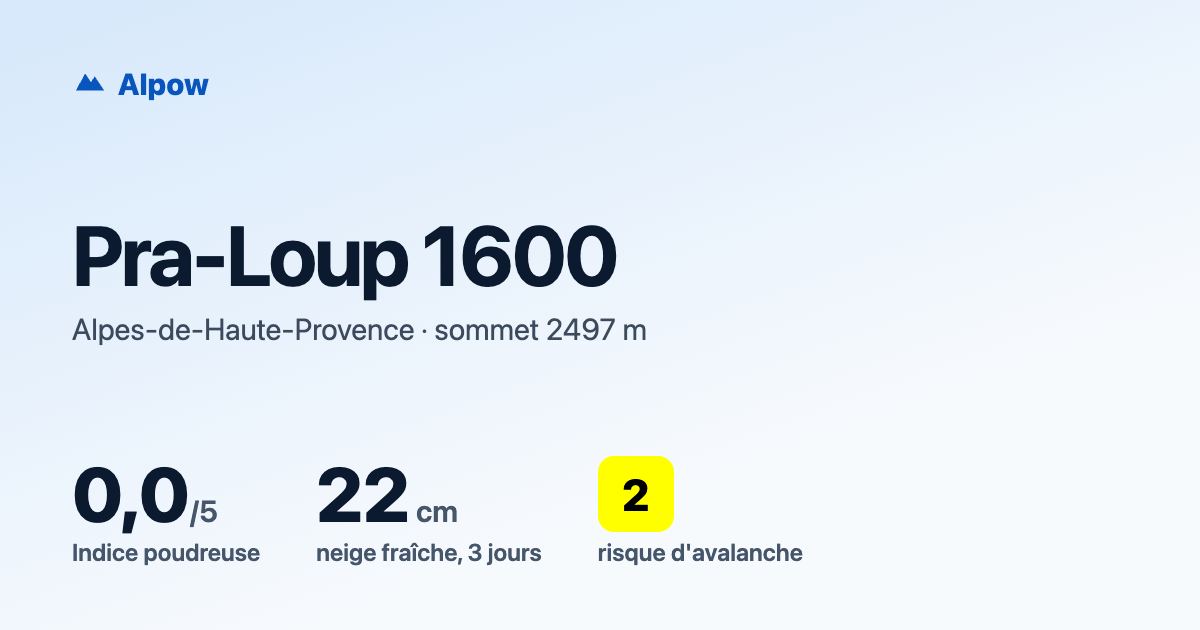 Alpow
Pra-Loup 1600
Alpes-de-Haute-Provence · sommet 2497 m
0,0/5 22 cm 2
Indice poudreuse neige fraîche, 3 jours risque d'avalanche